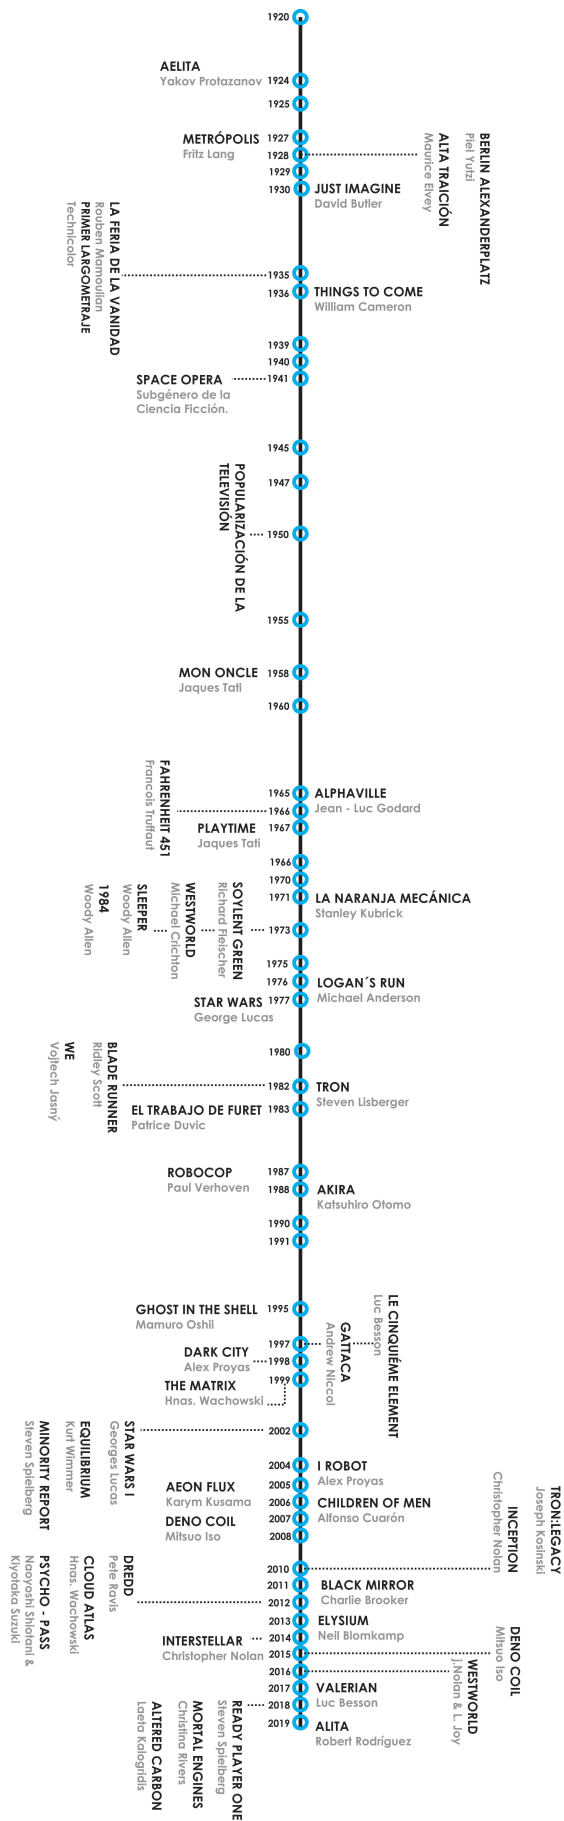 1920
AELITA
Yakov Protazanov
1924
1925
METRÓPOLIS
Fritz Lang
1927
1928
ALTA TRAICIÓN
Maurice Elvey
BERLIN ALEXANDERPLATZ
Piel Yutzi
1929
1930
JUST IMAGINE
David Butler
LA FERIA DE LA VANIDAD
Rouben Mamoulian
PRIMER LARGOMETRAJE
Technicolor
1935
1936
THINGS TO COME
William Cameron
1939
1940
SPACE OPERA
Subgénero de la
Ciencia Ficción.
1941
1945
1947
POPULARIZACIÓN DE LA
TELEVISIÓN
1950
1955
MON ONCLE
Jaques Tati
1958
1960
1965
ALPHAVILLE
Jean - Luc Godard
FAHRENHEIT 451
Francois Truffaut
1966
PLAYTIME
Jaques Tati
1967
1966
1970
1971
LA NARANJA MECÁNICA
Stanley Kubrick
SOYLENT GREEN
Richard Fleischer
WESTWORLD
Michael Crichton
SLEEPER
Woody Allen
1984
Woody Allen
1973
1975
1976
LOGAN´S RUN
Michael Anderson
STAR WARS
George Lucas
1977
1980
BLADE RUNNER
Ridley Scott
WE
Vojtech Jasný
1982
TRON
Steven Lisberger
EL TRABAJO DE FURET
Patrice Duvic
1983
ROBOCOP
Paul Verhoven
1987
1988
AKIRA
Katsuhiro Otomo
1990
1991
GHOST IN THE SHELL
Mamuro Oshii
1995
1997
GATTACA
Andrew Niccol
LE CINQUIÉME ELEMENT
Luc Besson
DARK CITY
Alex Proyas
1998
THE MATRIX
Hnas. Wachowski
1999
STAR WARS I
Georges Lucas
EQUILIBRIUM
Kurt Wimmer
MINORITY REPORT
Steven Spielberg
2002
2004
I ROBOT
Alex Proyas
AEON FLUX
Karym Kusama
2005
2006
CHILDREN OF MEN
Alfonso Cuarón
DENO COIL
Mitsuo Iso
2007
2008
2010
INCEPTION
Christopher Nolan
TRON:LEGACY
Joseph Kosinski
2011
BLACK MIRROR
Charlie Brooker
DREDD
Pete Ravis
CLOUD ATLAS
Hnas. Wachowski
PSYCHO - PASS
Naoyoshi Shiotani &
Kiyotaka Suzuki
2012
2013
ELYSIUM
Neil Blomkamp
INTERSTELLAR
Christopher Nolan
2014
2015
DENO COIL
Mitsuo Iso
2016
WESTWORLD
j.Nolan & L. Joy
2017
VALERIAN
Luc Besson
READY PLAYER ONE
Steven Spielberg
MORTAL ENGINES
Christina Rivers
ALTERED CARBON
Laeta Kalogridis
2018
2019
ALITA
Robert Rodríguez